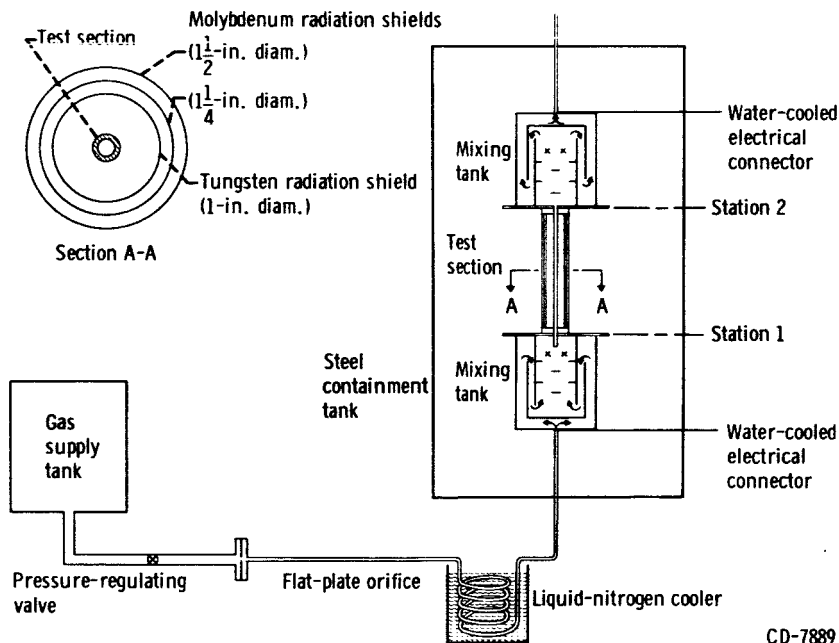 Test section
Molybdenum radiation shields
(1 1/2-in. diam.)
(1 1/4-in. diam.)
Tungsten radiation shield
(1-in. diam.)
Section A-A
Water-cooled
electrical
connector
Mixing
tank
Station 2
Test
section
A
A
Station 1
Steel
containment
tank
Mixing
tank
Water-cooled
electrical
connector
Gas
supply
tank
Pressure-regulating
valve
Flat-plate orifice
Liquid-nitrogen cooler
CD-7889